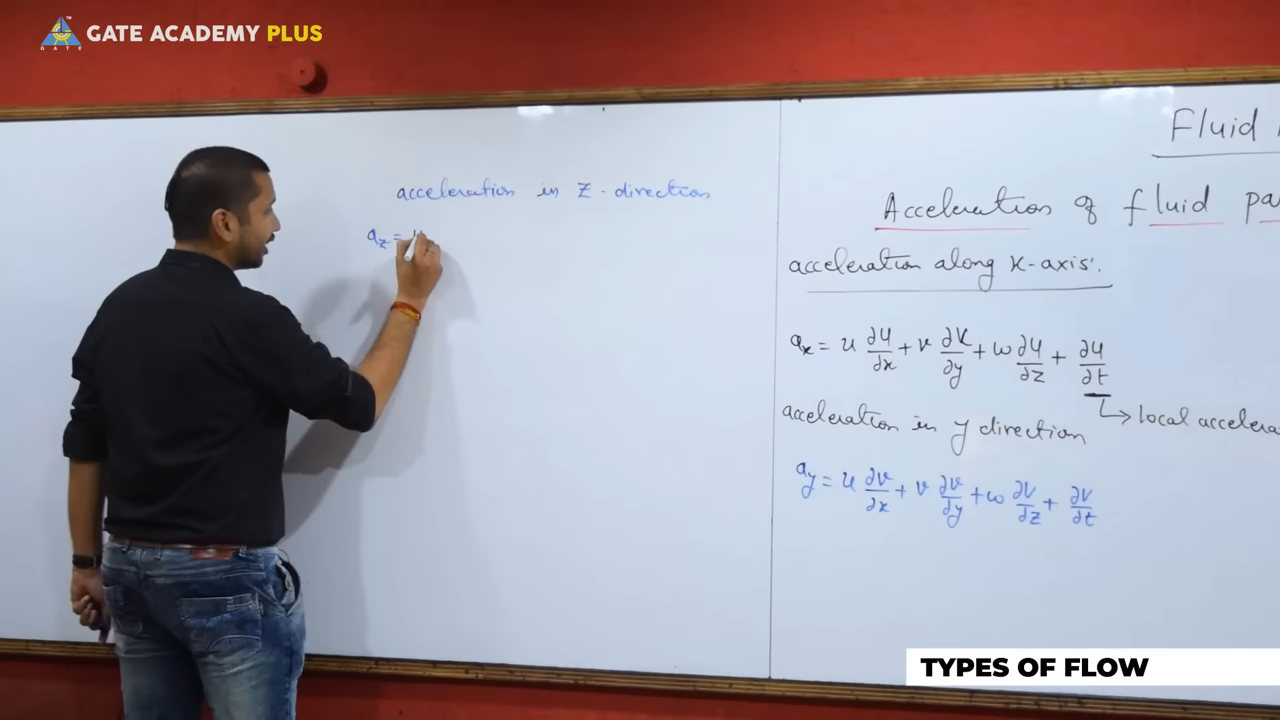 GATE ACADEMY PLUS
GATE
acceleration in Z-direction
a_z = u
Fluid
Acceleration of fluid pa
acceleration along x-axis:
a_x = u ∂u/∂x + v ∂u/∂y + w ∂u/∂z + ∂u/∂t
local accelera
acceleration in y direction
a_y = u ∂v/∂x + v ∂v/∂y + w ∂v/∂z + ∂v/∂t
TYPES OF FLOW